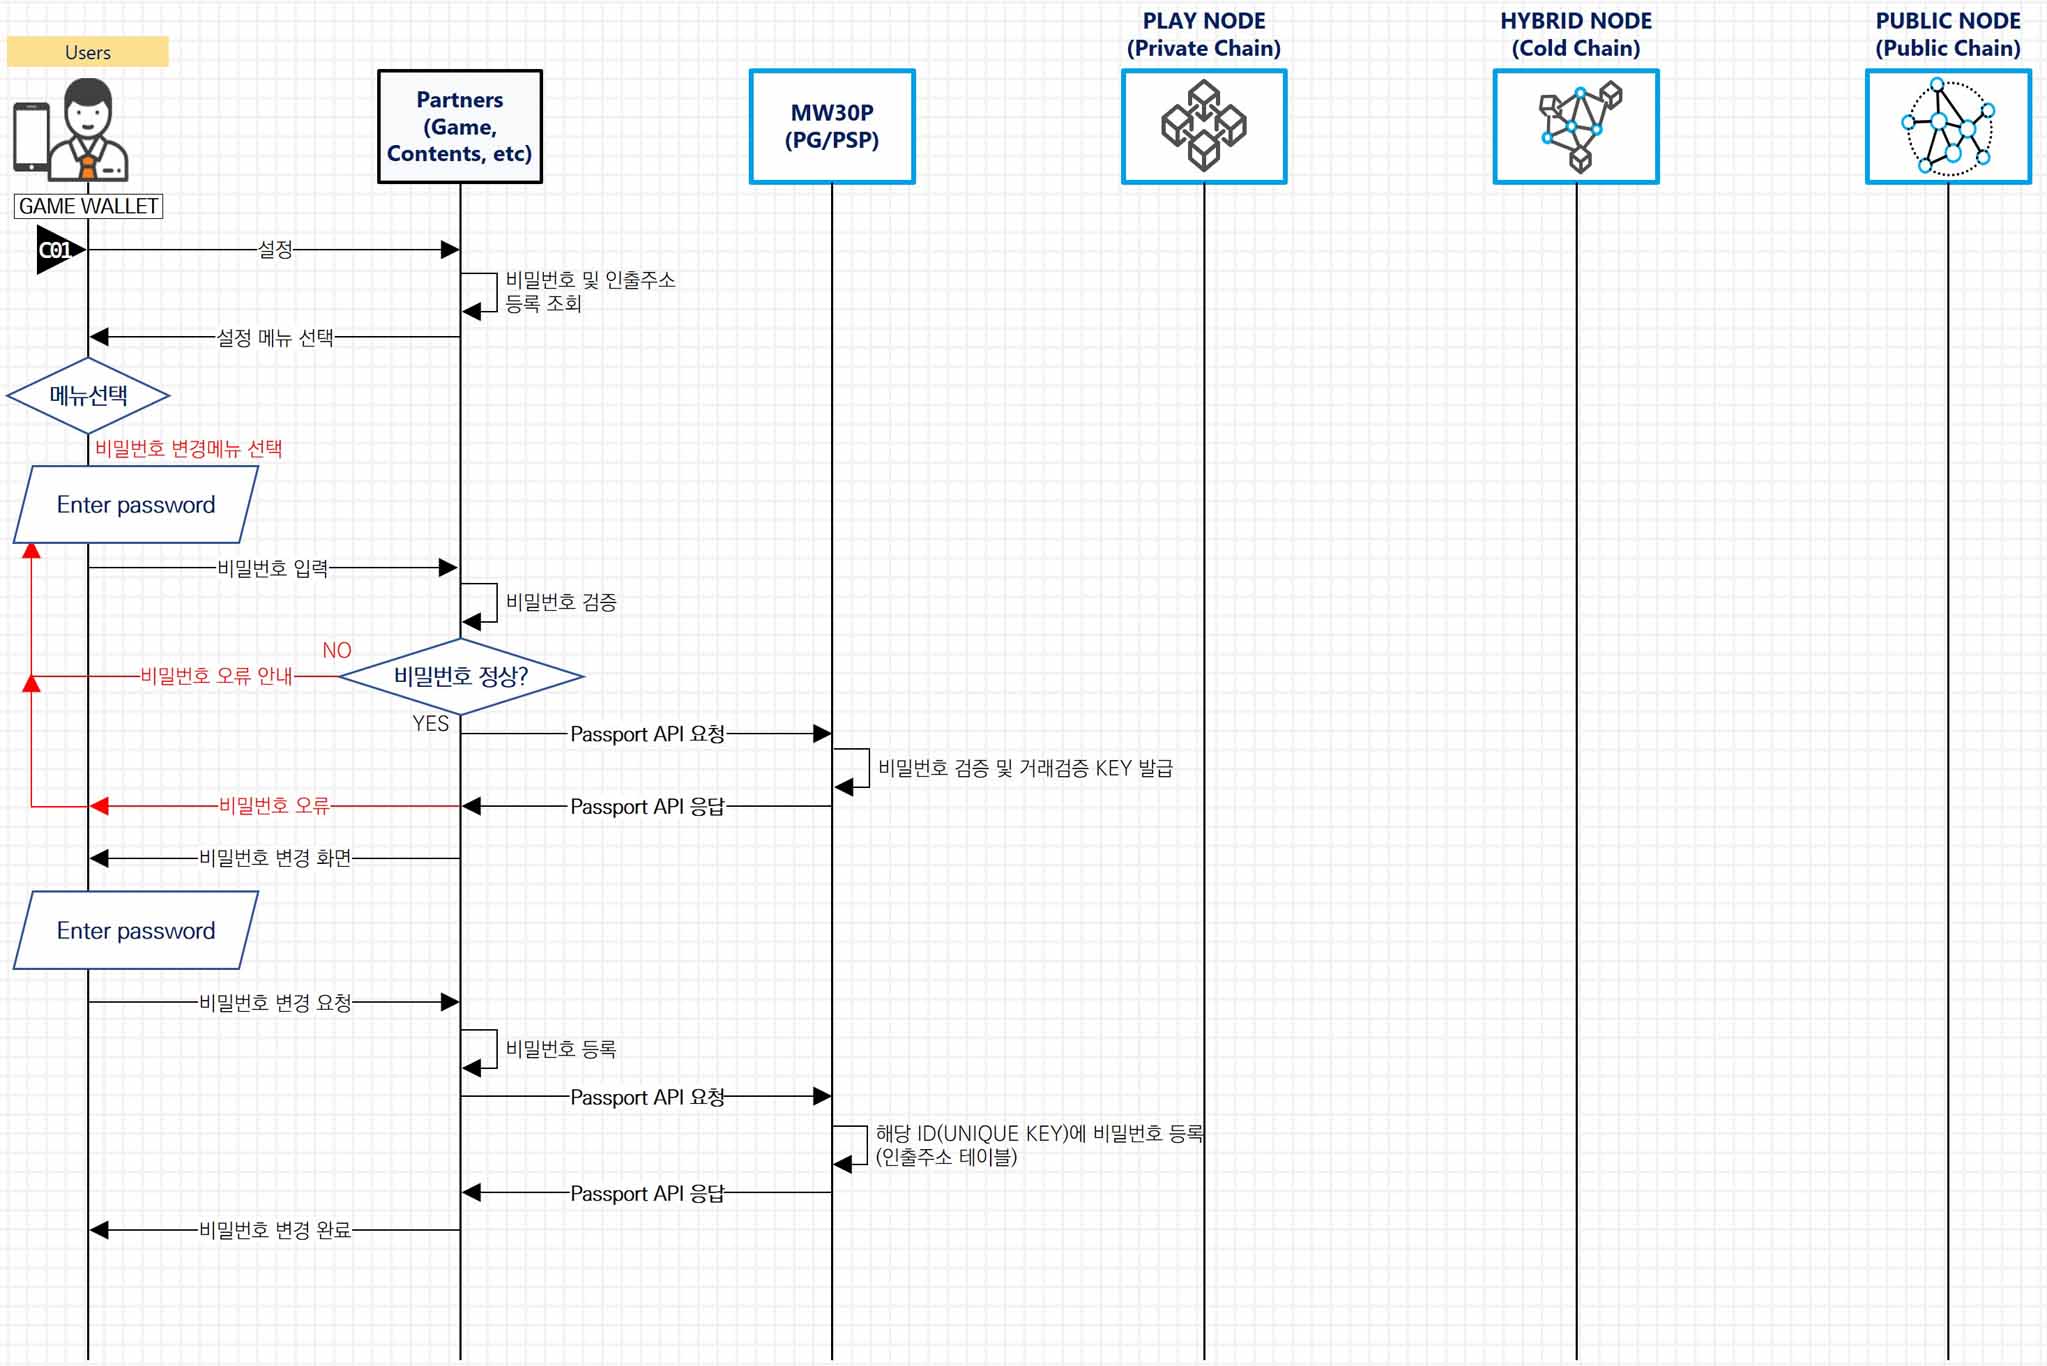 Users
GAME WALLET
Partners
(Game,
Contents, etc)
MW30P
(PG/PSP)
PLAY NODE
(Private Chain)
HYBRID NODE
(Cold Chain)
PUBLIC NODE
(Public Chain)
C01
설정
비밀번호 및 인출주소
등록 조회
설정 메뉴 선택
메뉴선택
비밀번호 변경메뉴 선택
Enter password
비밀번호 입력
비밀번호 검증
NO
비밀번호 오류 안내
비밀번호 정상?
YES
Passport API 요청
비밀번호 검증 및 거래검증 KEY 발급
비밀번호 오류
Passport API 응답
비밀번호 변경 화면
Enter password
비밀번호 변경 요청
비밀번호 등록
Passport API 요청
해당 ID(UNIQUE KEY)에 비밀번호 등록
(인출주소 테이블)
Passport API 응답
비밀번호 변경 완료